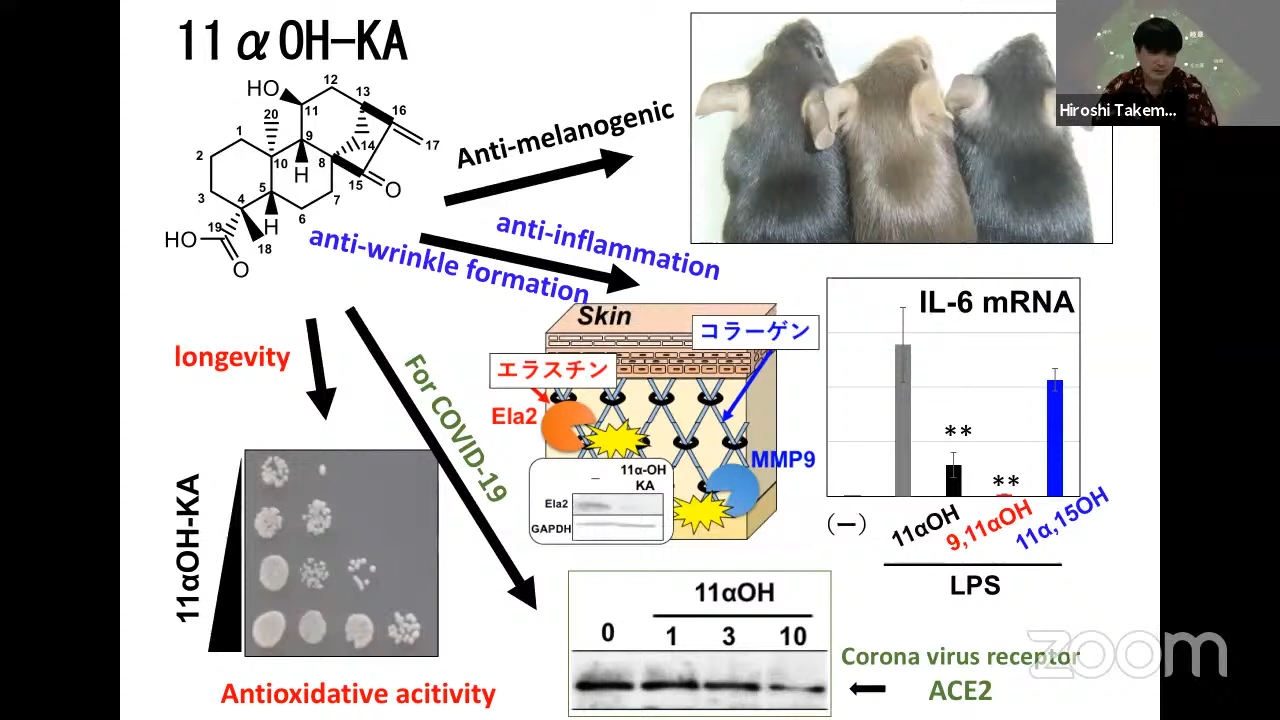 11αOH-KA
HO
12
13
11
20
16
1
9
17
14
2
10
8
H
15
O
3
5
7
4
6
19
H
HO
18
O
Anti-melanogenic
Hiroshi Takem...
anti-inflammation
anti-wrinkle formation
longevity
For COVID-19
Skin
コラーゲン
エラスチン
Ela2
MMP9
–
11α-OH
KA
Ela2
GAPDH
IL-6 mRNA
**
**
(－)
11αOH
9,11αOH
11α,15OH
LPS
11αOH-KA
Antioxidative acitivity
11αOH
0
1
3
10
Corona virus receptor
ACE2
zoom